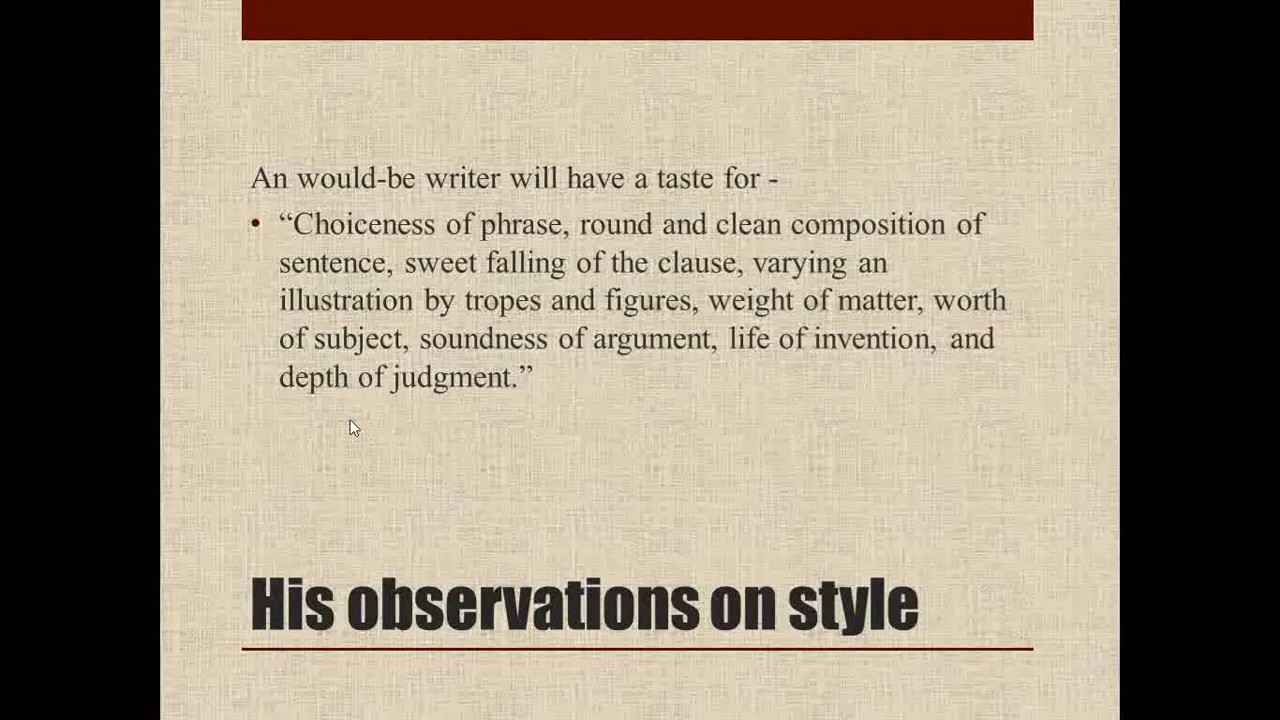 An would-be writer will have a taste for -
• “Choiceness of phrase, round and clean composition of
sentence, sweet falling of the clause, varying an
illustration by tropes and figures, weight of matter, worth
of subject, soundness of argument, life of invention, and
depth of judgment.”
His observations on style